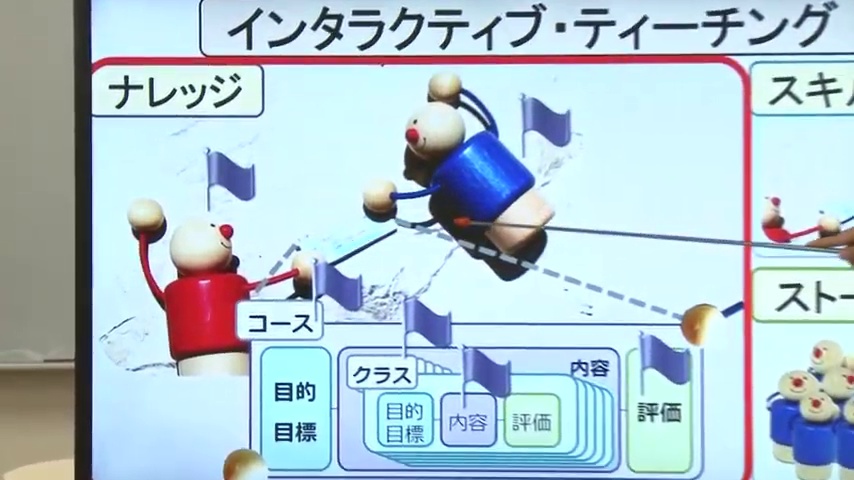 インタラクティブ・ティーチング
ナレッジ
スキル
コース
目的
目標
クラス
内容
目的
目標
内容
評価
評価
ストー